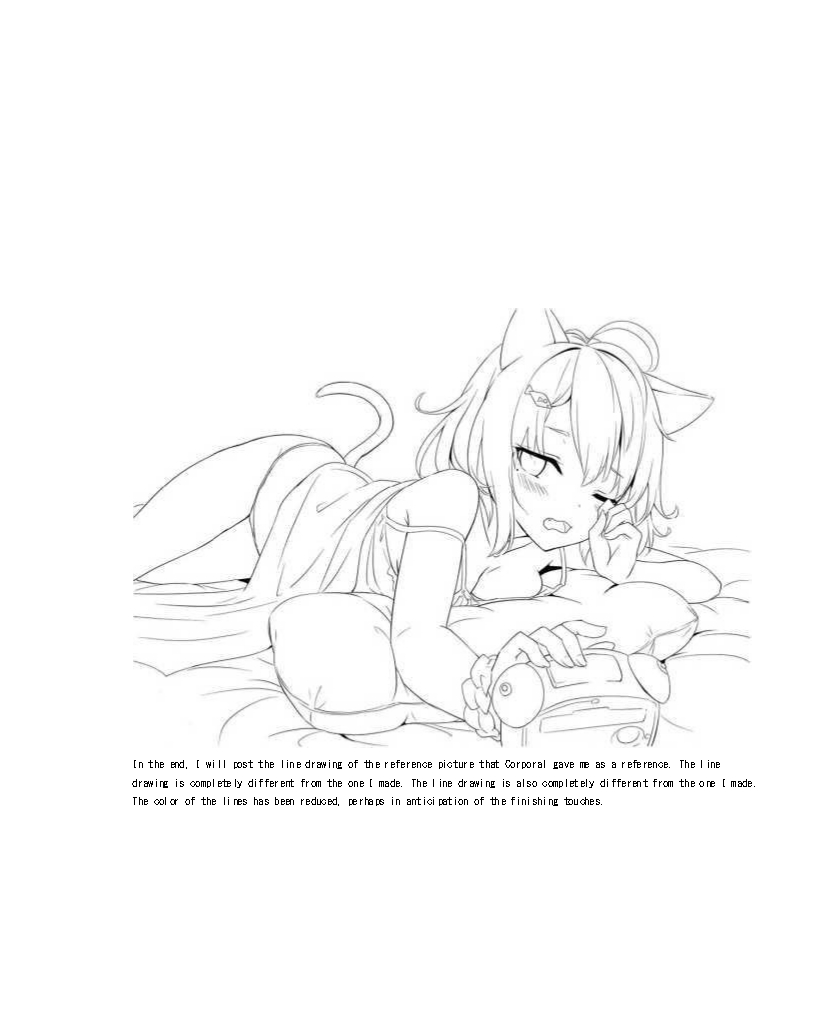 In the end, I will post the line drawing of the reference picture that Corporal gave me as a reference. The line
drawing is completely different from the one I made. The line drawing is also completely different from the one I made.
The color of the lines has been reduced, perhaps in anticipation of the finishing touches.